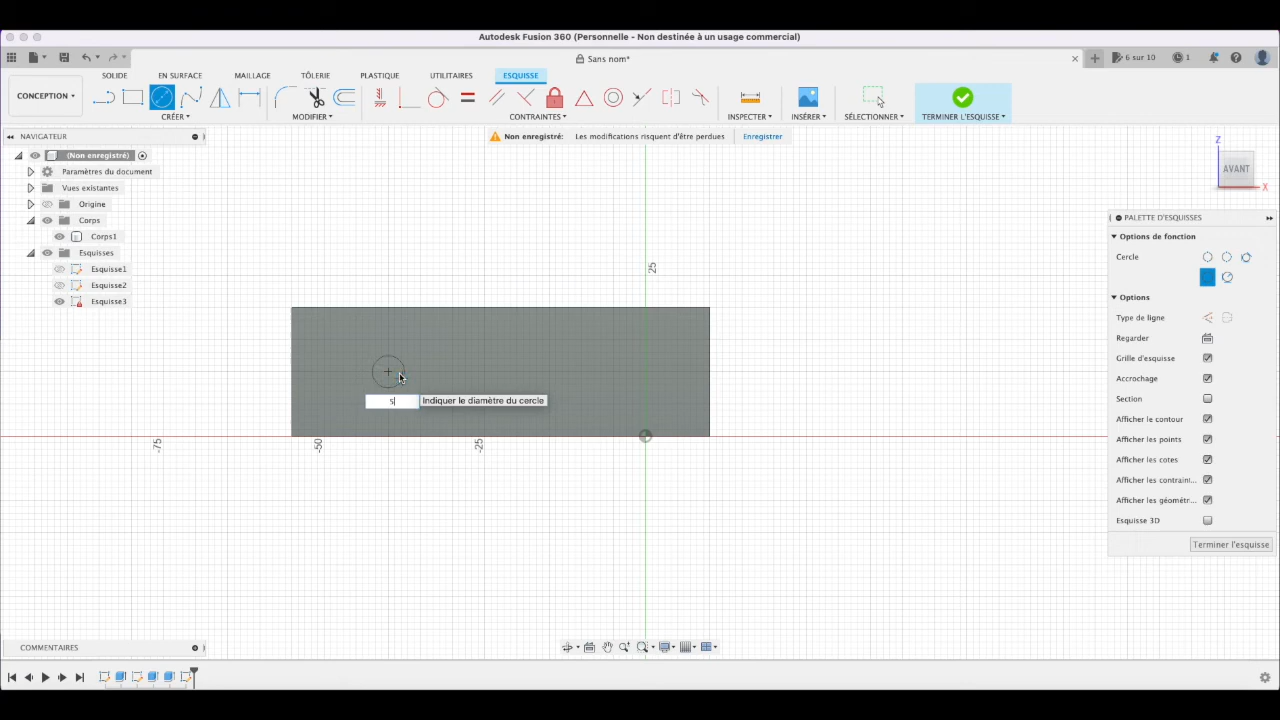 Autodesk Fusion 360 (Personnelle - Non destinée à un usage commercial)
Sans nom*
6 sur 10
1
SOLIDE
EN SURFACE
MAILLAGE
TÔLERIE
PLASTIQUE
UTILITAIRES
ESQUISSE
CONCEPTION
CRÉER
MODIFIER
CONTRAINTES
INSPECTER
INSÉRER
SÉLECTIONNER
TERMINER L'ESQUISSE
NAVIGATEUR
Non enregistré: Les modifications risquent d'être perdues Enregistrer
(Non enregistré)
Paramètres du document
Vues existantes
Origine
Corps
Corps1
Esquisses
Esquisse1
Esquisse2
Esquisse3
Z
AVANT
X
25
5
Indiquer le diamètre du cercle
-75
-50
-25
PALETTE D'ESQUISSES
Options de fonction
Cercle
Options
Type de ligne
Regarder
Grille d'esquisse
Accrochage
Section
Afficher le contour
Afficher les points
Afficher les cotes
Afficher les contrain...
Afficher les géométr...
Esquisse 3D
Terminer l'esquisse
COMMENTAIRES